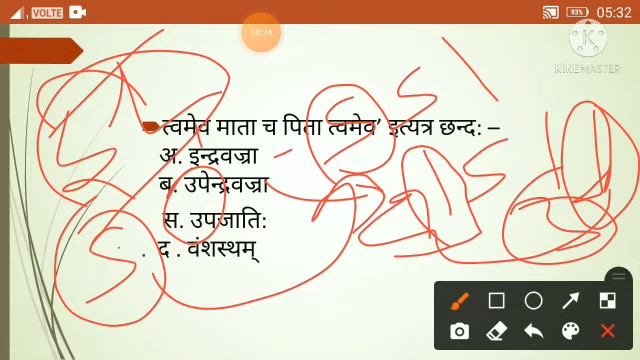 VOLTE 93% 05:32
18:34
KINEMASTER
त्वमेव माता च पिता त्वमेव’ इत्यत्र छन्द: –
अ. इन्द्रवज्रा
ब. उपेन्द्रवज्रा
स. उपजाति:
द . वंशस्थम्